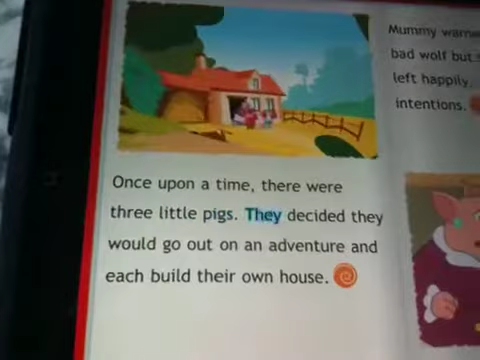 Once upon a time, there were
three little pigs. They decided they
would go out on an adventure and
each build their own house.
Mummy
bad wolf but
left happily,
intentions.